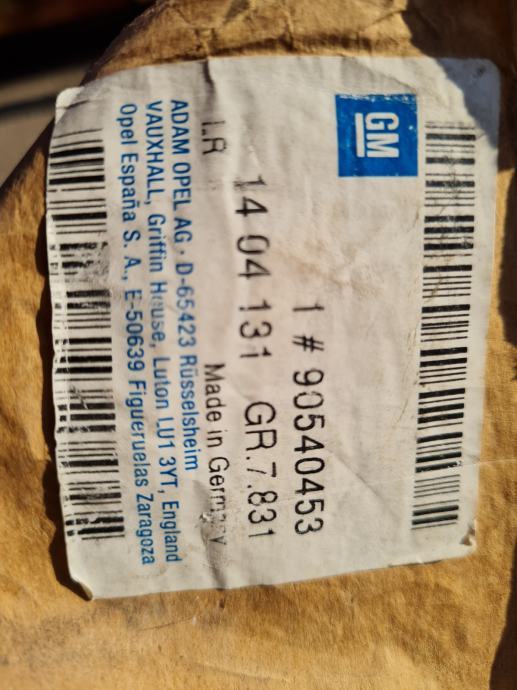 GM
1 # 90540453
14 04 131 GR.7.831
LR Made in Germany
ADAM OPEL AG · D-65423 Rüsselsheim
VAUXHALL, Griffin House, Luton LU1 3YT, England
Opel España S. A., E-50639 Figueruelas Zaragoza